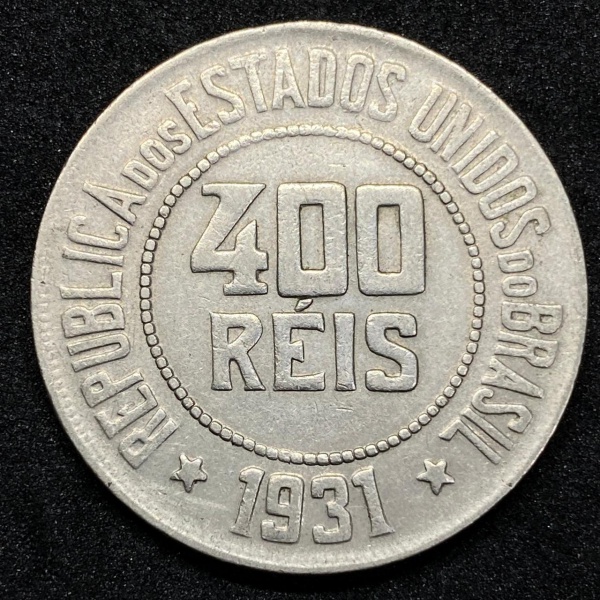 REPUBLICA DOS ESTADOS UNIDOS DO BRASIL
400
RÉIS
1931